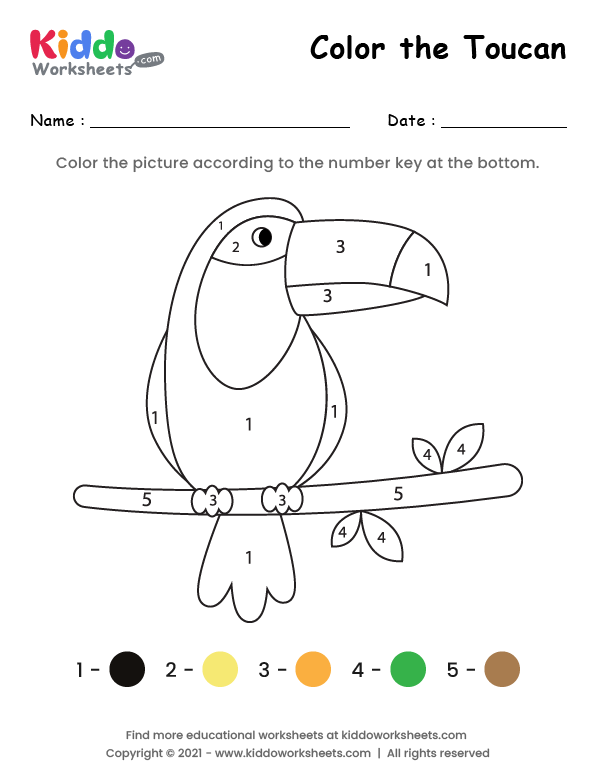 Kiddo
Worksheets.com
Color the Toucan
Name :
Date :
Color the picture according to the number key at the bottom.
1
2
3
1
3
1
1
1
4
4
5
3
3
5
4
4
1
1 -
2 -
3 -
4 -
5 -
Find more educational worksheets at kiddoworksheets.com
Copyright © 2021 - www.kiddoworksheets.com | All rights reserved